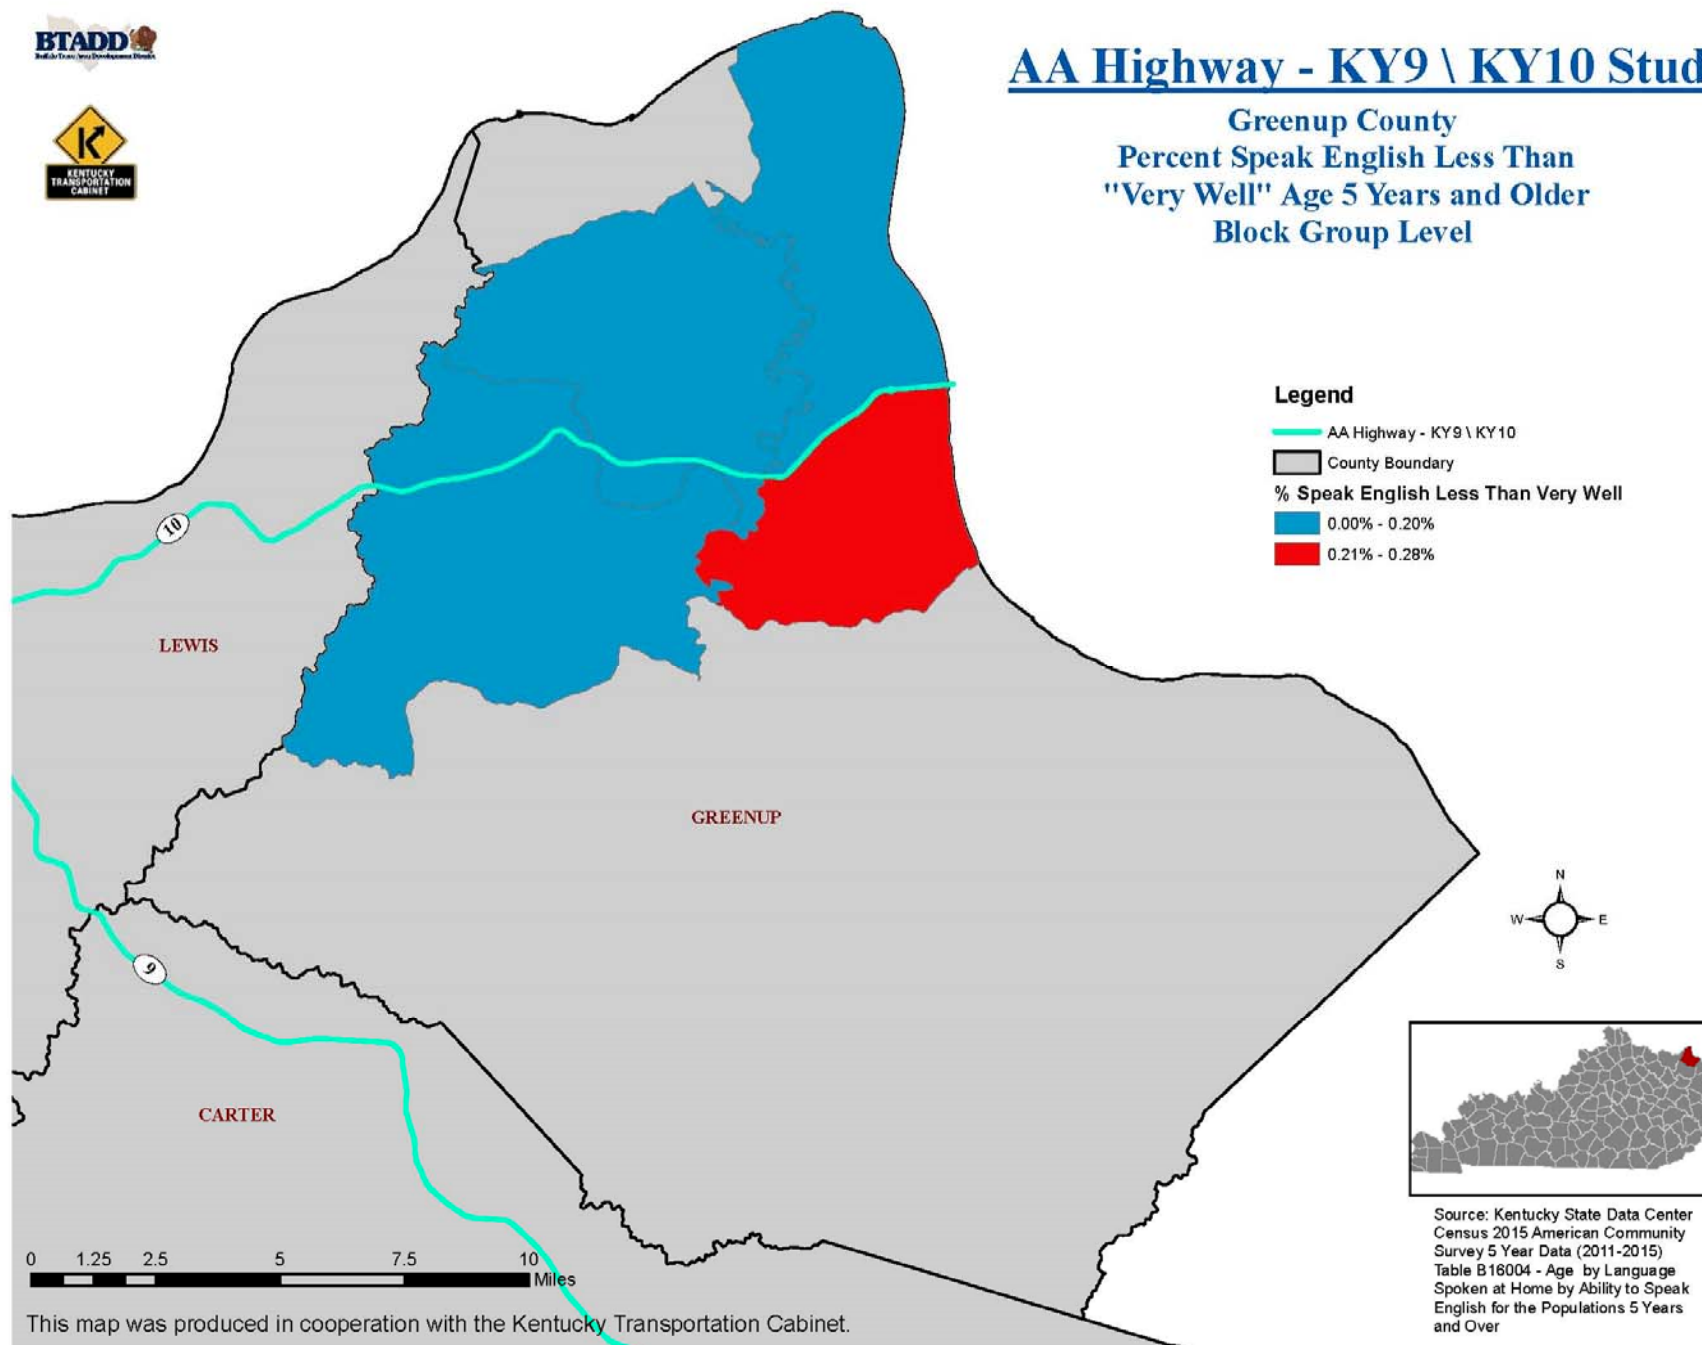 BTADD
Buffalo Trace Area Development District
KENTUCKY
TRANSPORTATION
CABINET
AA Highway - KY9 \ KY10 Stud
Greenup County
Percent Speak English Less Than
"Very Well" Age 5 Years and Older
Block Group Level
Legend
AA Highway - KY9 \ KY10
County Boundary
% Speak English Less Than Very Well
0.00% - 0.20%
0.21% - 0.28%
10
LEWIS
GREENUP
N
W E
S
9
CARTER
Source: Kentucky State Data Center
Census 2015 American Community
Survey 5 Year Data (2011-2015)
Table B16004 - Age by Language
Spoken at Home by Ability to Speak
English for the Populations 5 Years
and Over
0 1.25 2.5 5 7.5 10
Miles
This map was produced in cooperation with the Kentucky Transportation Cabinet.